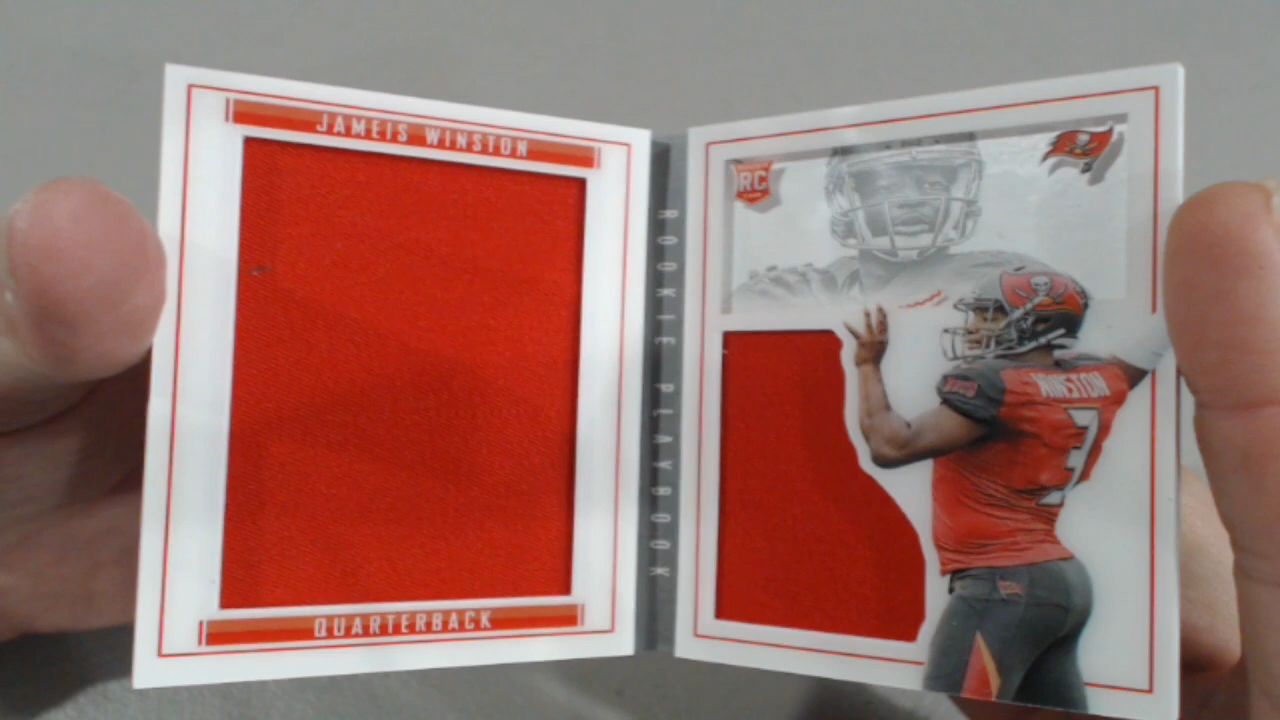 JAMEIS WINSTON
QUARTERBACK
ROOKIE PLAYBOOK
RC
WINSTON
3